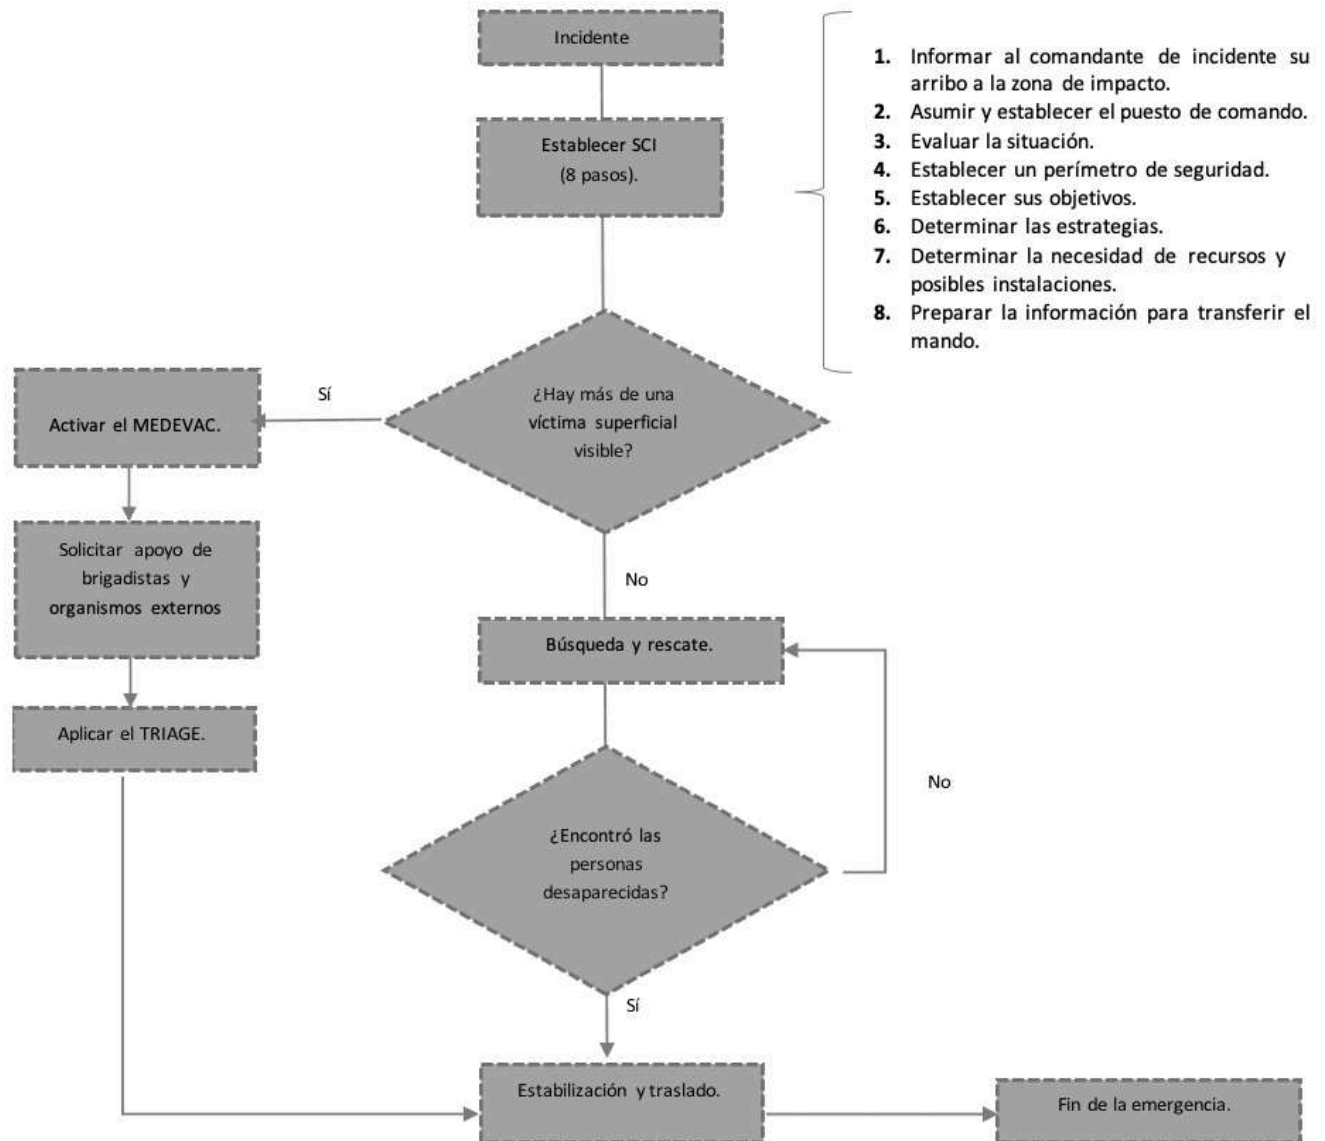 Incidente
Establecer SCI
(8 pasos).
1. Informar al comandante de incidente su
arribo a la zona de impacto.
2. Asumir y establecer el puesto de comando.
3. Evaluar la situación.
4. Establecer un perímetro de seguridad.
5. Establecer sus objetivos.
6. Determinar las estrategias.
7. Determinar la necesidad de recursos y
posibles instalaciones.
8. Preparar la información para transferir el
mando.
¿Hay más de una
víctima superficial
visible?
Sí
Activar el MEDEVAC.
Solicitar apoyo de
brigadistas y
organismos externos
Aplicar el TRIAGE.
No
Búsqueda y rescate.
¿Encontró las
personas
desaparecidas?
No
Sí
Estabilización y traslado.
Fin de la emergencia.